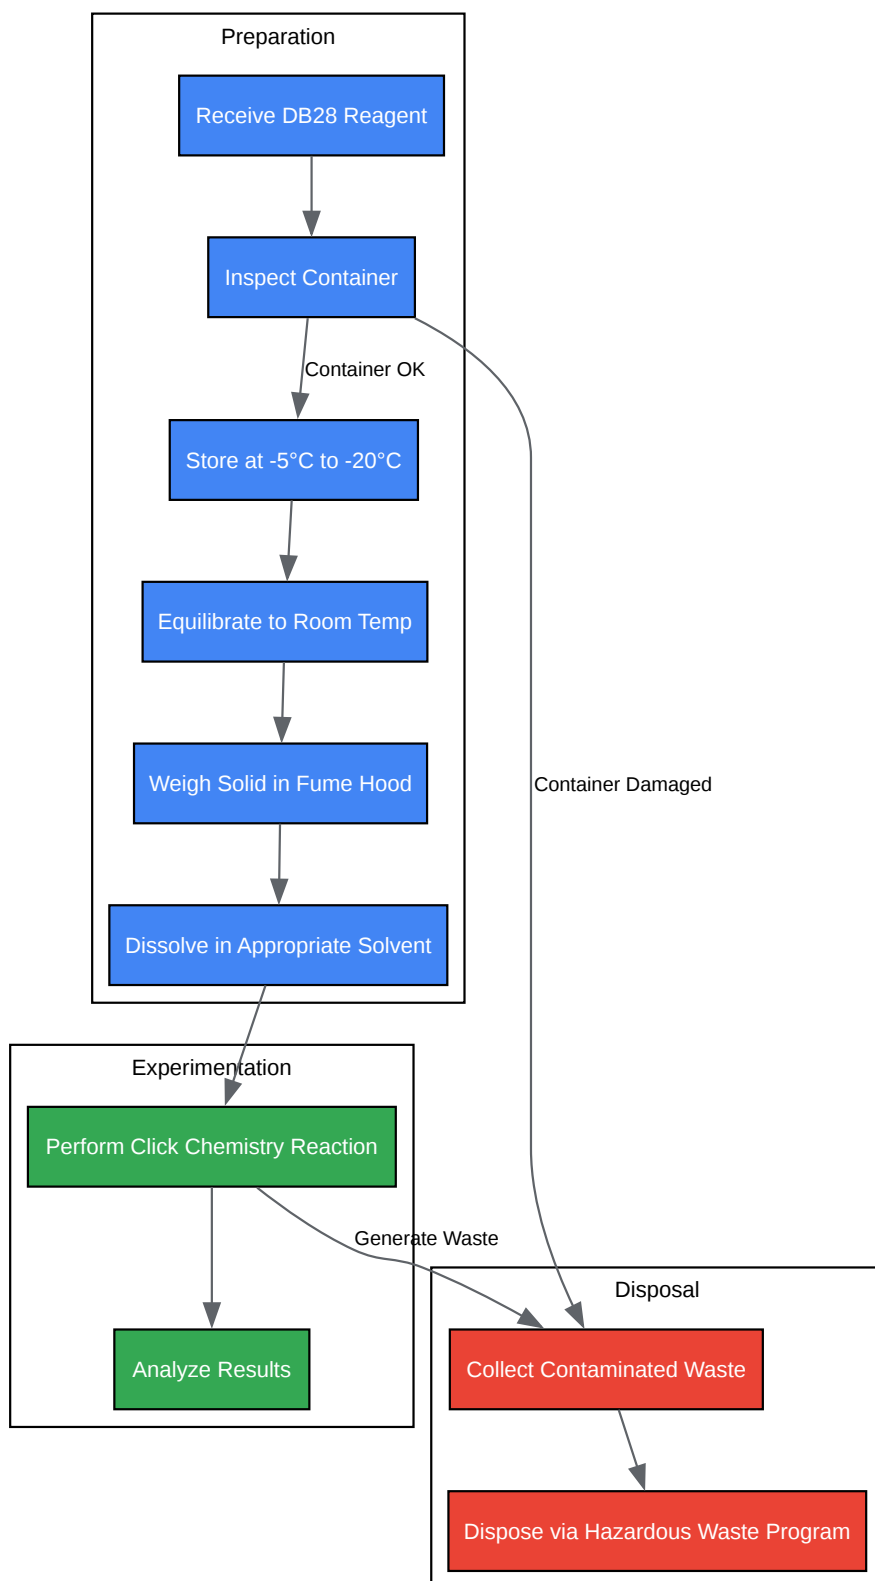 Preparation
Receive DB28 Reagent
Inspect Container
Container OK
Store at -5°C to -20°C
Equilibrate to Room Temp
Weigh Solid in Fume Hood
Container Damaged
Dissolve in Appropriate Solvent
Experimentation
Perform Click Chemistry Reaction
Generate Waste
Disposal
Analyze Results
Collect Contaminated Waste
Dispose via Hazardous Waste Program